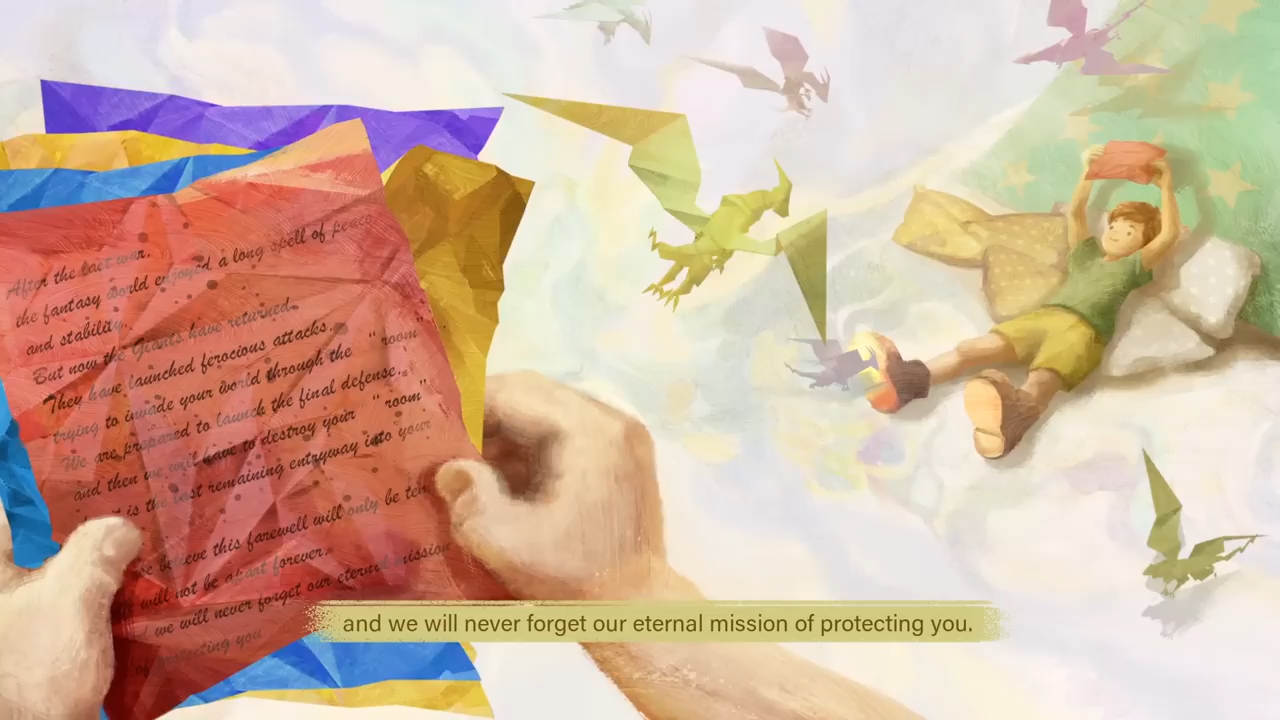 After the last war,
the fantasy world enjoyed a long spell of peace
and stability.
But now the Giants have returned.
They have launched ferocious attacks.
trying to invade your world through the "room"
We are prepared to launch the final defense.
and then we will have to destroy your "room"
is the last remaining entryway into your
believe this farewell will only be
will not be apart forever.
we will never forget our eternal mission
of protecting you
and we will never forget our eternal mission of protecting you.